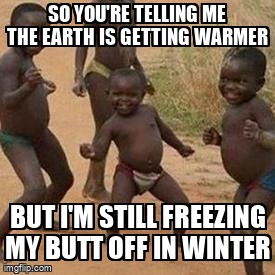 SO YOU'RE TELLING ME
THE EARTH IS GETTING WARMER
BUT I'M STILL FREEZING
MY BUTT OFF IN WINTER
imgflip.com